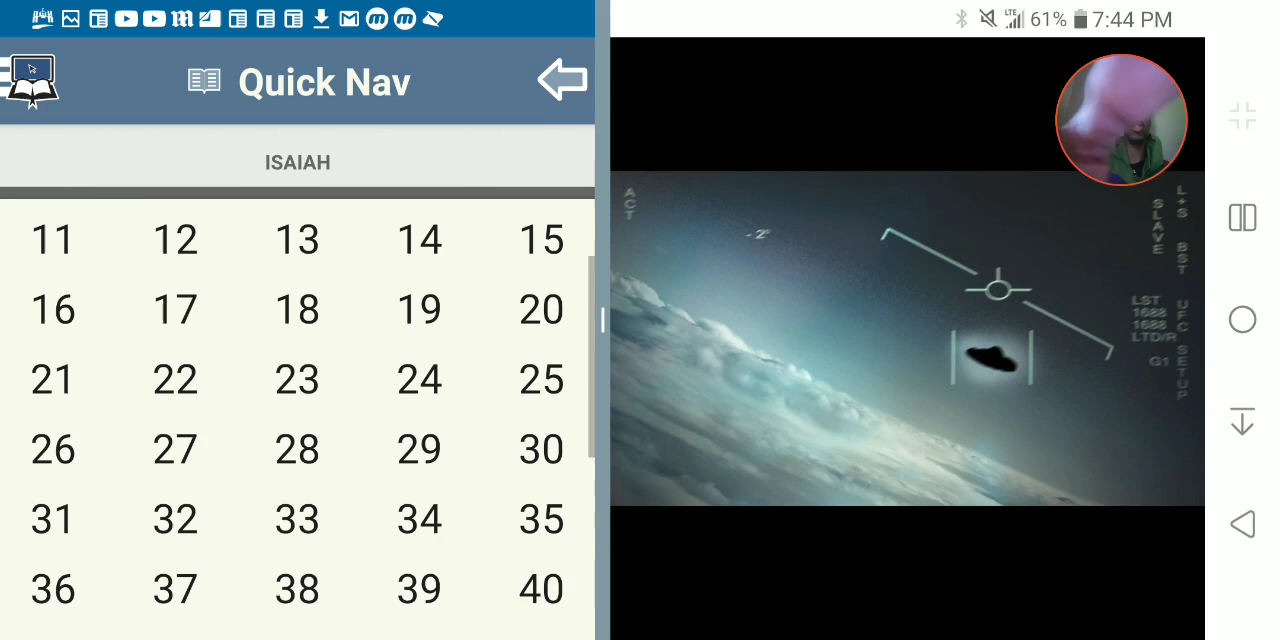 LTE 61% 7:44 PM
Quick Nav
ISAIAH
11 12 13 14 15
16 17 18 19 20
21 22 23 24 25
26 27 28 29 30
31 32 33 34 35
36 37 38 39 40
ACT
- 2°
L+S BST UFC SETUP
SLAVE
LST
1688
1688
LTD/R
G1